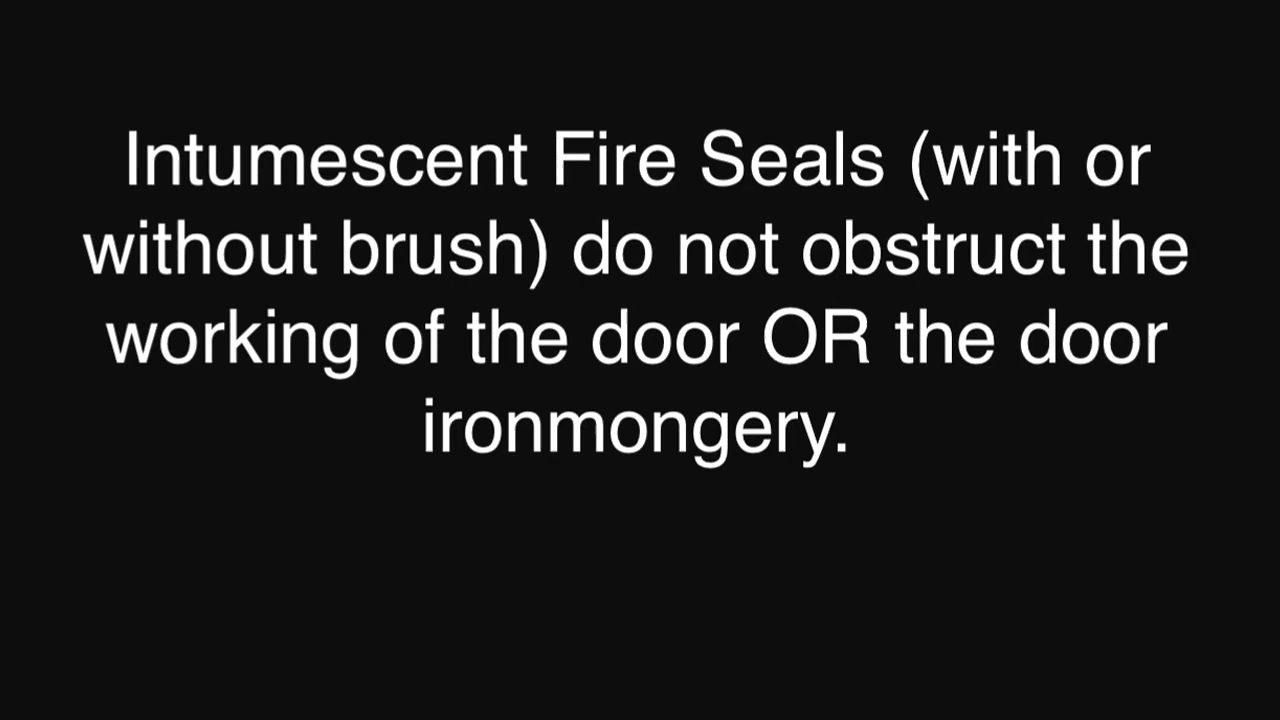 Intumescent Fire Seals (with or
without brush) do not obstruct the
working of the door OR the door
ironmongery.